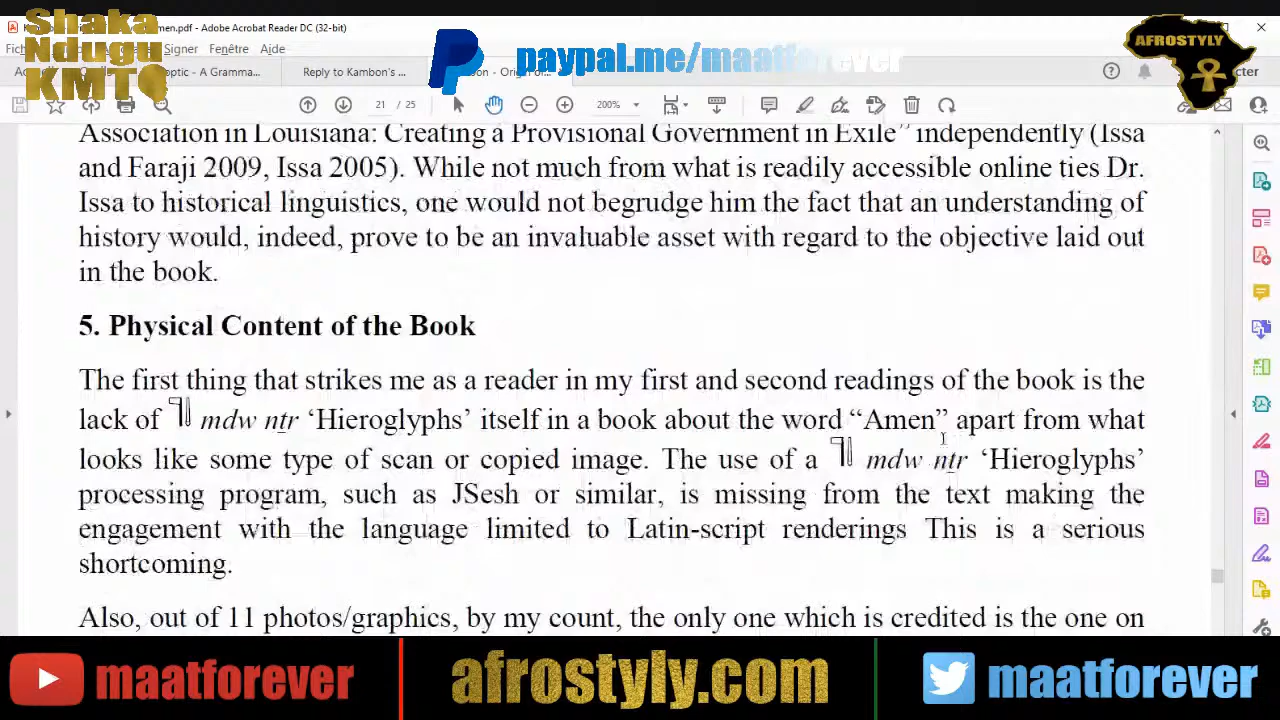 Shaka
Ndugu
KMT
men.pdf - Adobe Acrobat Reader DC (32-bit)
Signer Fenêtre Aide
paypal.me/maatforever
AFROSTYLY
optic - A Gramma...
Reply to Kambon's ...
21 / 25
200%
Association in Louisiana: Creating a Provisional Government in Exile” independently (Issa
and Faraji 2009, Issa 2005). While not much from what is readily accessible online ties Dr.
Issa to historical linguistics, one would not begrudge him the fact that an understanding of
history would, indeed, prove to be an invaluable asset with regard to the objective laid out
in the book.
5. Physical Content of the Book
The first thing that strikes me as a reader in my first and second readings of the book is the
lack of mdw nṯr ‘Hieroglyphs’ itself in a book about the word “Amen” apart from what
looks like some type of scan or copied image. The use of a mdw nṯr ‘Hieroglyphs’
processing program, such as JSesh or similar, is missing from the text making the
engagement with the language limited to Latin-script renderings This is a serious
shortcoming.
Also, out of 11 photos/graphics, by my count, the only one which is credited is the one on
maatforever
afrostyly.com
maatforever